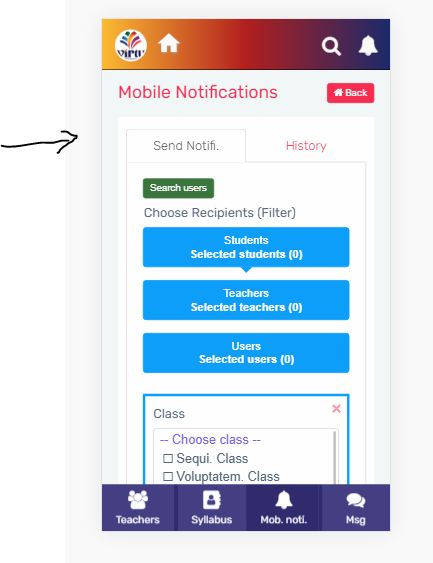 vira
Mobile Notifications
Back
Send Notifi.
History
Search users
Choose Recipients (Filter)
Students
Selected students (0)
Teachers
Selected teachers (0)
Users
Selected users (0)
Class
-- Choose class --
Sequi. Class
Voluptatem. Class
Teachers
Syllabus
Mob. noti.
Msg